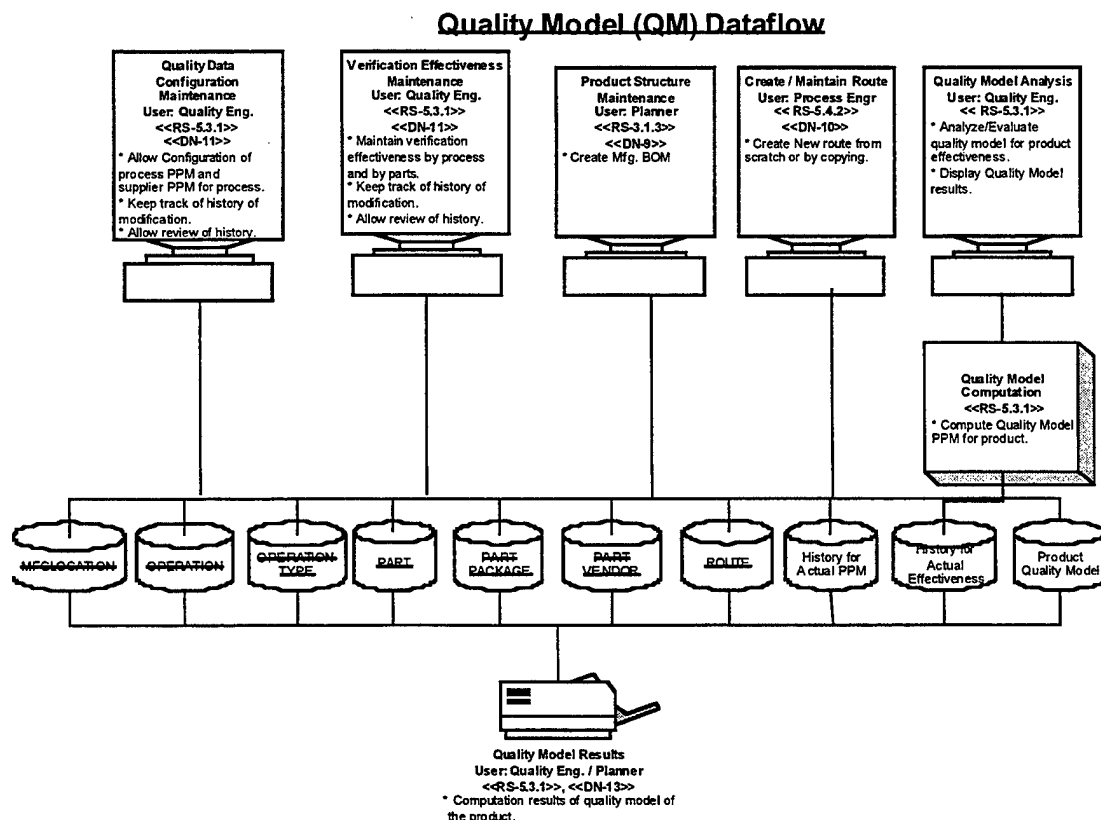 Quality Model (QM) Dataflow
Quality Data
Configuration
Maintenance
User: Quality Eng.
<<RS-5.3.1>>
<<DN-11>>
* Allow Configuration of
process PPM and
supplier PPM for process.
* Keep track of history of
modification.
* Allow review of history.
Verification Effectiveness
Maintenance
User: Quality Eng.
<<RS-5.3.1>>
<<DN-11>>
* Maintain verification
effectiveness by process
and by parts.
* Keep track of history of
modification.
* Allow review of history.
Product Structure
Maintenance
User: Planner
<<RS-3.1.3>>
<<DN-9>>
* Create Mfg. BOM
Create / Maintain Route
User: Process Engr
<< RS-5.4.2>>
<<DN-10>>
* Create New route from
scratch or by copying.
Quality Model Analysis
User: Quality Eng.
<< RS-5.3.1>>
* Analyze/Evaluate
quality model for product
effectiveness.
* Display Quality Model
results.
Quality Model
Computation
<<RS-5.3.1>>
* Compute Quality Model
PPM for product.
MFGLOCATION
OPERATION
OPERATION
TYPE
PART
PART
PACKAGE
PART
VENDOR
ROUTE
History for
Actual PPM
History for
Actual
Effectiveness
Product
Quality Model
Quality Model Results
User: Quality Eng. / Planner
<<RS-5.3.1>>, <<DN-13>>
* Computation results of quality model of
the product.